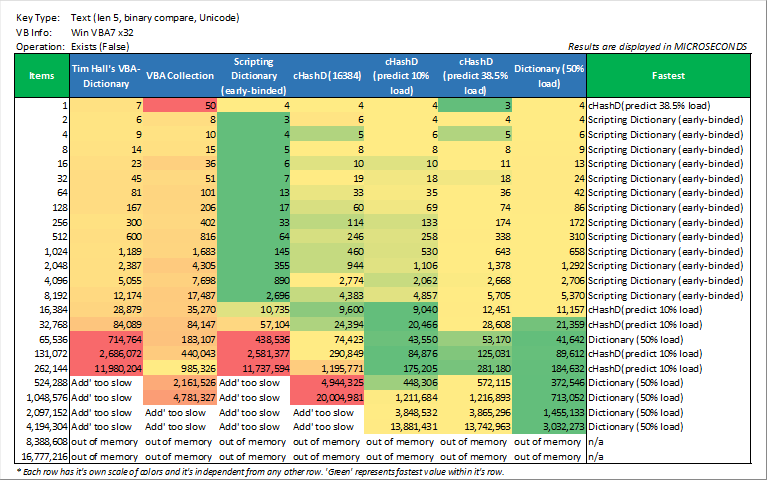 Key Type: Text (len 5, binary compare, Unicode)
VB Info: Win VBA7 x32
Operation: Exists (False)
Results are displayed in MICROSECONDS
Items Tim Hall's VBA-Dictionary VBA Collection Scripting Dictionary (early-binded) cHashD(16384) cHashD (predict 10% load) cHashD (predict 38.5% load) Dictionary (50% load) Fastest
1 7 50 4 4 4 3 4 cHashD(predict 38.5% load)
2 6 8 3 6 4 4 4 Scripting Dictionary (early-binded)
4 9 10 4 5 6 5 6 Scripting Dictionary (early-binded)
8 14 15 5 8 8 8 9 Scripting Dictionary (early-binded)
16 23 36 6 10 10 11 13 Scripting Dictionary (early-binded)
32 45 51 7 19 18 18 24 Scripting Dictionary (early-binded)
64 81 101 13 33 35 36 42 Scripting Dictionary (early-binded)
128 167 206 17 60 69 74 86 Scripting Dictionary (early-binded)
256 300 402 33 114 133 174 172 Scripting Dictionary (early-binded)
512 600 816 64 246 258 338 310 Scripting Dictionary (early-binded)
1,024 1,189 1,683 145 460 530 643 658 Scripting Dictionary (early-binded)
2,048 2,387 4,305 355 944 1,106 1,378 1,292 Scripting Dictionary (early-binded)
4,096 5,055 7,698 890 2,774 2,062 2,668 2,706 Scripting Dictionary (early-binded)
8,192 12,174 17,487 2,696 4,383 4,857 5,705 5,370 Scripting Dictionary (early-binded)
16,384 28,879 35,270 10,735 9,600 9,040 12,451 11,157 cHashD(predict 10% load)
32,768 84,089 84,147 57,104 24,394 20,466 28,608 21,359 cHashD(predict 10% load)
65,536 714,764 183,107 438,536 74,423 43,550 53,170 41,642 Dictionary (50% load)
131,072 2,686,072 440,043 2,581,377 290,849 84,876 125,031 89,612 cHashD(predict 10% load)
262,144 11,980,204 985,326 11,737,594 1,195,771 175,205 281,180 184,632 cHashD(predict 10% load)
524,288 Add' too slow 2,161,526 Add' too slow 4,944,325 448,306 572,115 372,546 Dictionary (50% load)
1,048,576 Add' too slow 4,781,327 Add' too slow 20,004,981 1,211,684 1,216,893 713,052 Dictionary (50% load)
2,097,152 Add' too slow Add' too slow Add' too slow Add' too slow 3,848,532 3,865,296 1,455,133 Dictionary (50% load)
4,194,304 Add' too slow Add' too slow Add' too slow Add' too slow 13,881,431 13,742,963 3,032,273 Dictionary (50% load)
8,388,608 out of memory out of memory out of memory out of memory out of memory out of memory out of memory n/a
16,777,216 out of memory out of memory out of memory out of memory out of memory out of memory out of memory n/a
* Each row has it's own scale of colors and it's independent from any other row. 'Green' represents fastest value within it's row.